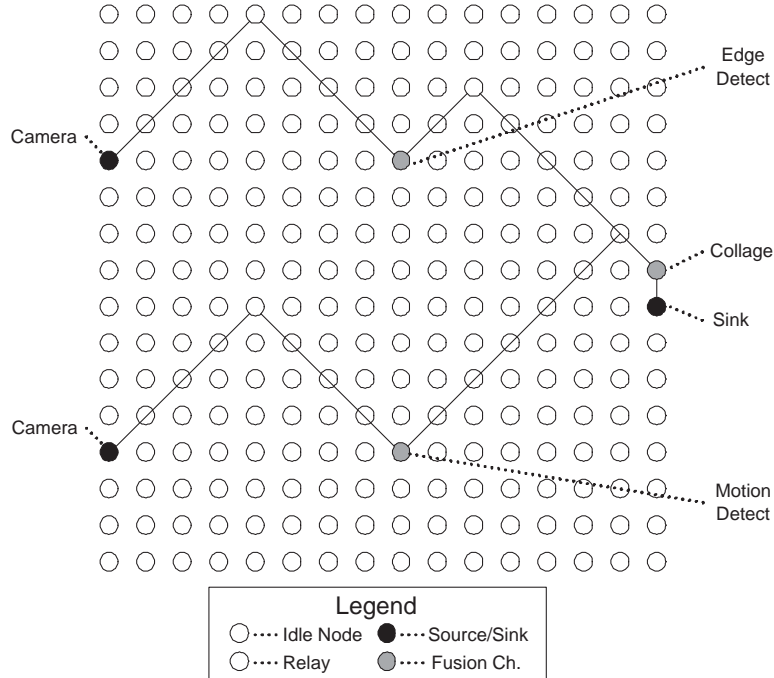 Edge
Detect
Camera
Collage
Sink
Camera
Motion
Detect
Legend
Idle Node
Source/Sink
Relay
Fusion Ch.